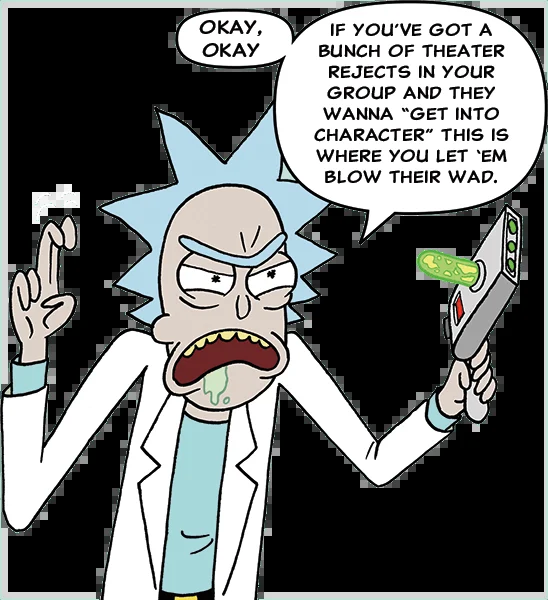 OKAY,
OKAY
IF YOU'VE GOT A
BUNCH OF THEATER
REJECTS IN YOUR
GROUP AND THEY
WANNA “GET INTO
CHARACTER” THIS IS
WHERE YOU LET ‘EM
BLOW THEIR WAD.